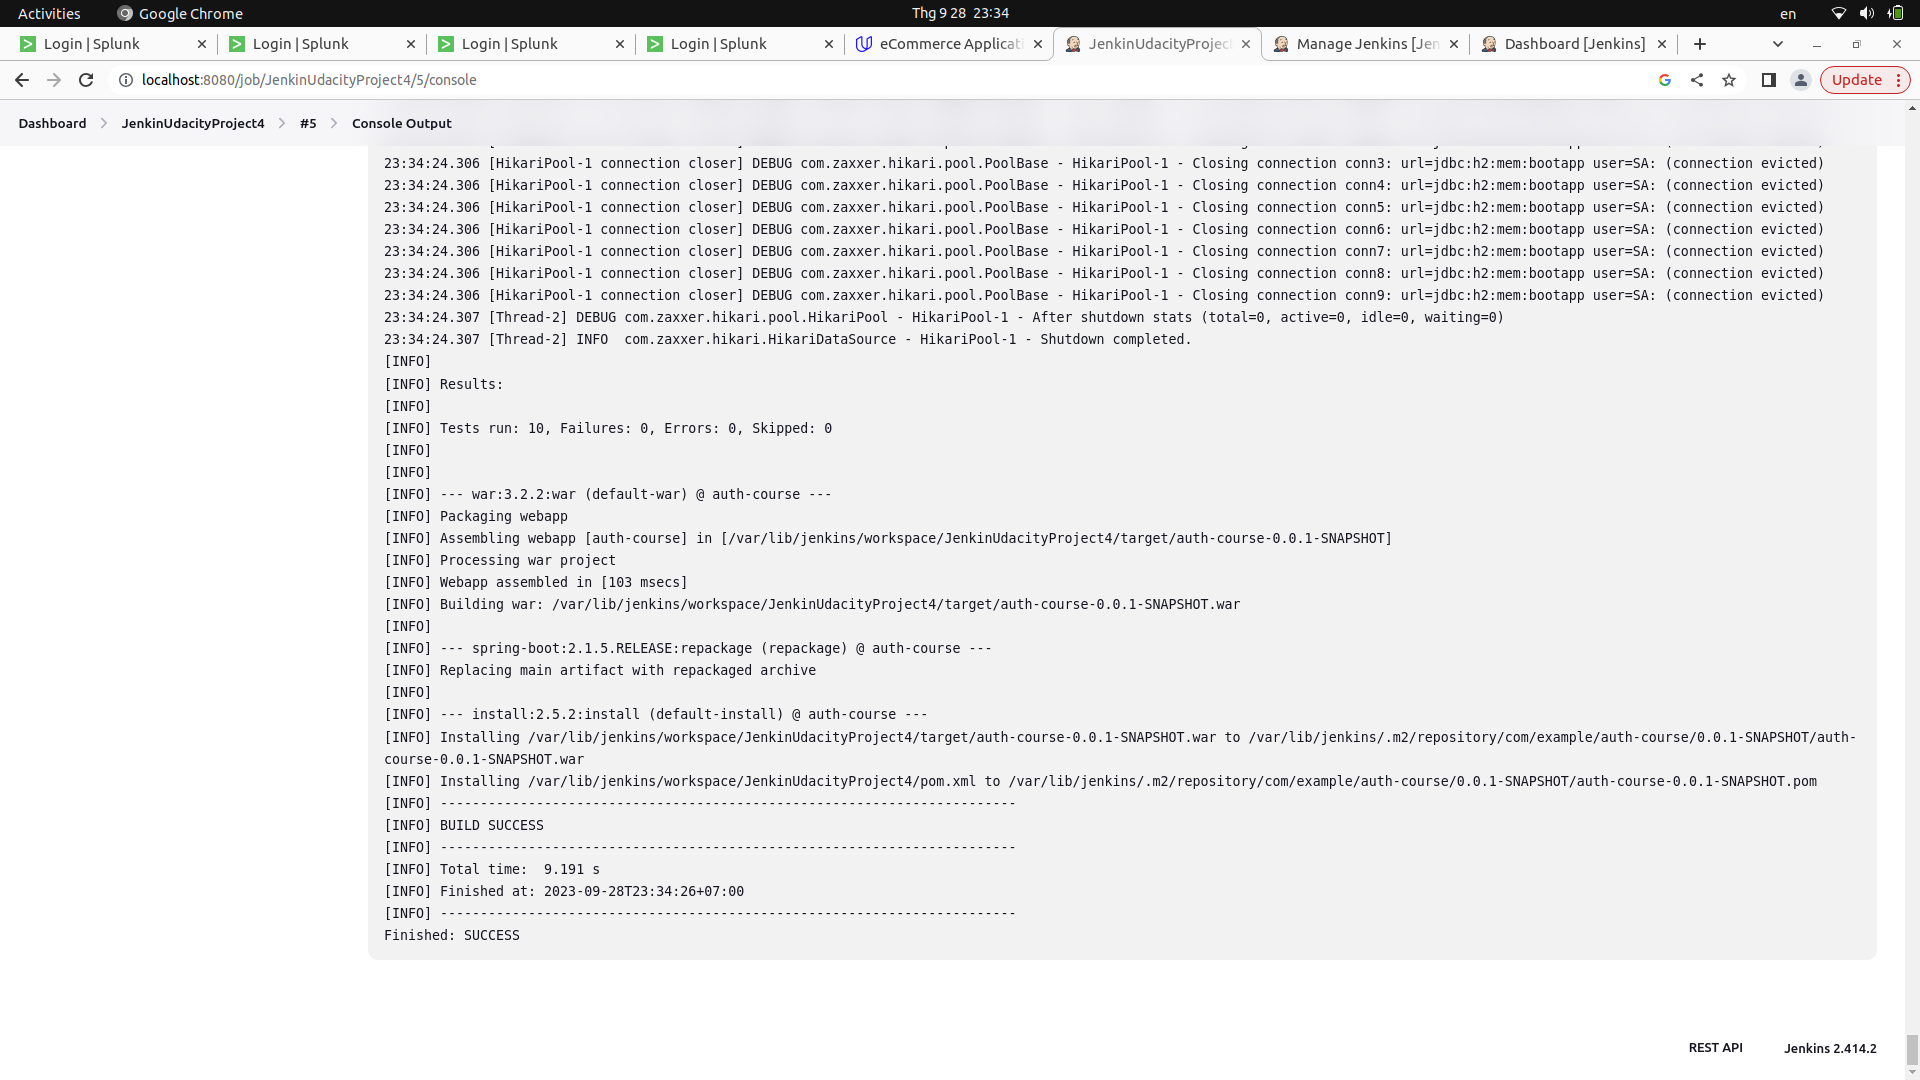 Activities
Google Chrome
Thg 9 28 23:34
en
Login | Splunk
Login | Splunk
Login | Splunk
Login | Splunk
eCommerce Applicati
JenkinUdacityProjec
Manage Jenkins [Jen
Dashboard [Jenkins]
localhost:8080/job/JenkinUdacityProject4/5/console
Update
Dashboard
JenkinUdacityProject4
#5
Console Output
23:34:24.306 [HikariPool-1 connection closer] DEBUG com.zaxxer.hikari.pool.PoolBase - HikariPool-1 - Closing connection conn3: url=jdbc:h2:mem:bootapp user=SA: (connection evicted)
23:34:24.306 [HikariPool-1 connection closer] DEBUG com.zaxxer.hikari.pool.PoolBase - HikariPool-1 - Closing connection conn4: url=jdbc:h2:mem:bootapp user=SA: (connection evicted)
23:34:24.306 [HikariPool-1 connection closer] DEBUG com.zaxxer.hikari.pool.PoolBase - HikariPool-1 - Closing connection conn5: url=jdbc:h2:mem:bootapp user=SA: (connection evicted)
23:34:24.306 [HikariPool-1 connection closer] DEBUG com.zaxxer.hikari.pool.PoolBase - HikariPool-1 - Closing connection conn6: url=jdbc:h2:mem:bootapp user=SA: (connection evicted)
23:34:24.306 [HikariPool-1 connection closer] DEBUG com.zaxxer.hikari.pool.PoolBase - HikariPool-1 - Closing connection conn7: url=jdbc:h2:mem:bootapp user=SA: (connection evicted)
23:34:24.306 [HikariPool-1 connection closer] DEBUG com.zaxxer.hikari.pool.PoolBase - HikariPool-1 - Closing connection conn8: url=jdbc:h2:mem:bootapp user=SA: (connection evicted)
23:34:24.306 [HikariPool-1 connection closer] DEBUG com.zaxxer.hikari.pool.PoolBase - HikariPool-1 - Closing connection conn9: url=jdbc:h2:mem:bootapp user=SA: (connection evicted)
23:34:24.307 [Thread-2] DEBUG com.zaxxer.hikari.pool.HikariPool - HikariPool-1 - After shutdown stats (total=0, active=0, idle=0, waiting=0)
23:34:24.307 [Thread-2] INFO  com.zaxxer.hikari.HikariDataSource - HikariPool-1 - Shutdown completed.
[INFO]
[INFO] Results:
[INFO]
[INFO] Tests run: 10, Failures: 0, Errors: 0, Skipped: 0
[INFO]
[INFO]
[INFO] --- war:3.2.2:war (default-war) @ auth-course ---
[INFO] Packaging webapp
[INFO] Assembling webapp [auth-course] in [/var/lib/jenkins/workspace/JenkinUdacityProject4/target/auth-course-0.0.1-SNAPSHOT]
[INFO] Processing war project
[INFO] Webapp assembled in [103 msecs]
[INFO] Building war: /var/lib/jenkins/workspace/JenkinUdacityProject4/target/auth-course-0.0.1-SNAPSHOT.war
[INFO]
[INFO] --- spring-boot:2.1.5.RELEASE:repackage (repackage) @ auth-course ---
[INFO] Replacing main artifact with repackaged archive
[INFO]
[INFO] --- install:2.5.2:install (default-install) @ auth-course ---
[INFO] Installing /var/lib/jenkins/workspace/JenkinUdacityProject4/target/auth-course-0.0.1-SNAPSHOT.war to /var/lib/jenkins/.m2/repository/com/example/auth-course/0.0.1-SNAPSHOT/auth-
course-0.0.1-SNAPSHOT.war
[INFO] Installing /var/lib/jenkins/workspace/JenkinUdacityProject4/pom.xml to /var/lib/jenkins/.m2/repository/com/example/auth-course/0.0.1-SNAPSHOT/auth-course-0.0.1-SNAPSHOT.pom
[INFO] ------------------------------------------------------------------------
[INFO] BUILD SUCCESS
[INFO] ------------------------------------------------------------------------
[INFO] Total time:  9.191 s
[INFO] Finished at: 2023-09-28T23:34:26+07:00
[INFO] ------------------------------------------------------------------------
Finished: SUCCESS
REST API
Jenkins 2.414.2